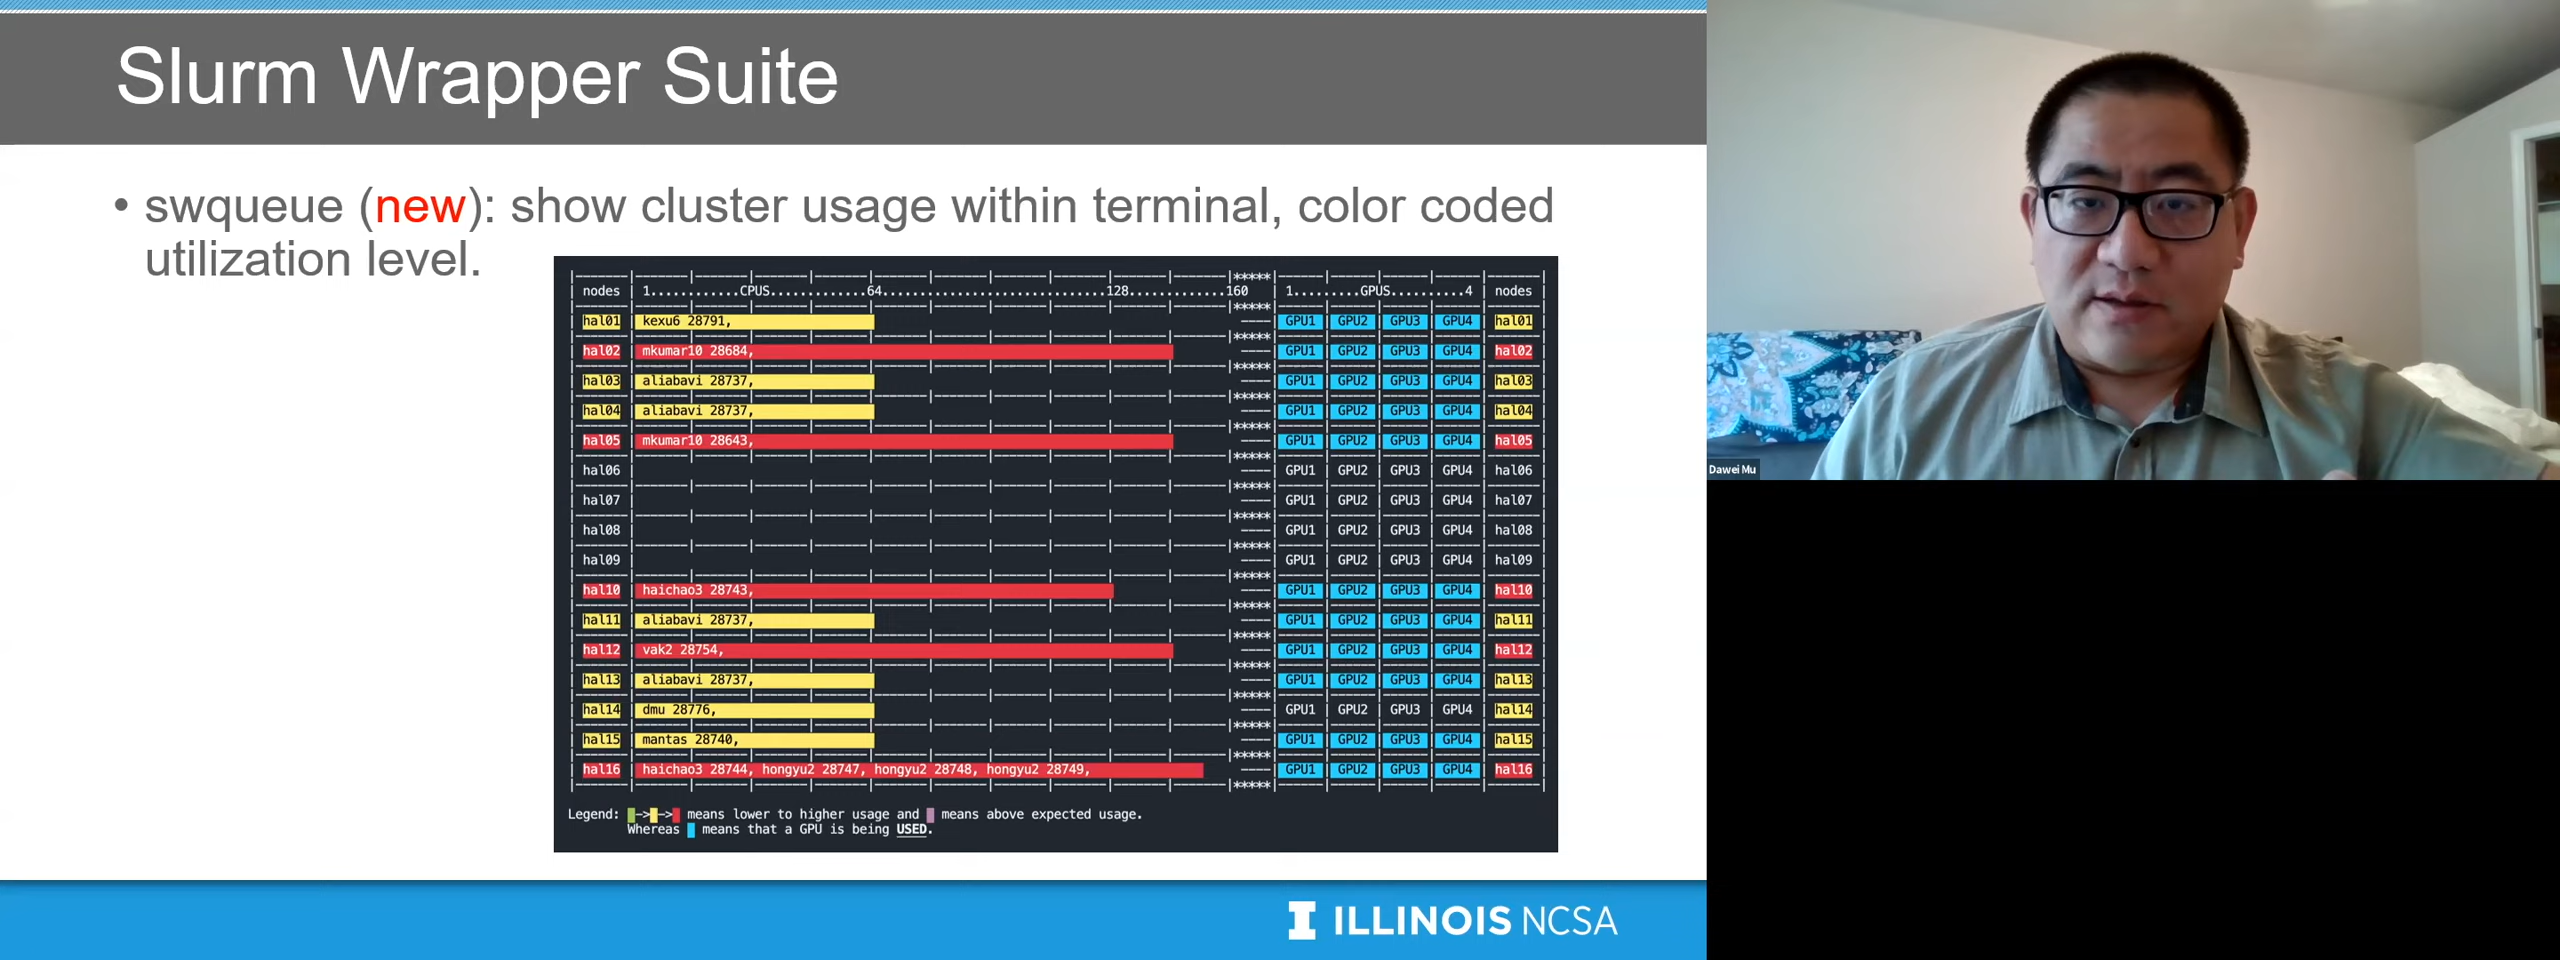 Slurm Wrapper Suite
• swqueue (new): show cluster usage within terminal, color coded
utilization level.
nodes | 1...........CPUS............64...........................128............160 | 1........GPUS.........4 | nodes
hal01 | kexu6 28791, GPU1 | GPU2 | GPU3 | GPU4 | hal01
hal02 | mkumar10 28684, GPU1 | GPU2 | GPU3 | GPU4 | hal02
hal03 | aliabavi 28737, GPU1 | GPU2 | GPU3 | GPU4 | hal03
hal04 | aliabavi 28737, GPU1 | GPU2 | GPU3 | GPU4 | hal04
hal05 | mkumar10 28643, GPU1 | GPU2 | GPU3 | GPU4 | hal05
hal06 | GPU1 | GPU2 | GPU3 | GPU4 | hal06
hal07 | GPU1 | GPU2 | GPU3 | GPU4 | hal07
hal08 | GPU1 | GPU2 | GPU3 | GPU4 | hal08
hal09 | GPU1 | GPU2 | GPU3 | GPU4 | hal09
hal10 | haichao3 28743, GPU1 | GPU2 | GPU3 | GPU4 | hal10
hal11 | aliabavi 28737, GPU1 | GPU2 | GPU3 | GPU4 | hal11
hal12 | vak2 28754, GPU1 | GPU2 | GPU3 | GPU4 | hal12
hal13 | aliabavi 28737, GPU1 | GPU2 | GPU3 | GPU4 | hal13
hal14 | dmu 28776, GPU1 | GPU2 | GPU3 | GPU4 | hal14
hal15 | mantas 28740, GPU1 | GPU2 | GPU3 | GPU4 | hal15
hal16 | haichao3 28744, hongyu2 28747, hongyu2 28748, hongyu2 28749, GPU1 | GPU2 | GPU3 | GPU4 | hal16
Legend: -> -> means lower to higher usage and means above expected usage.
Whereas means that a GPU is being USED.
ILLINOIS NCSA
Dawei Mu